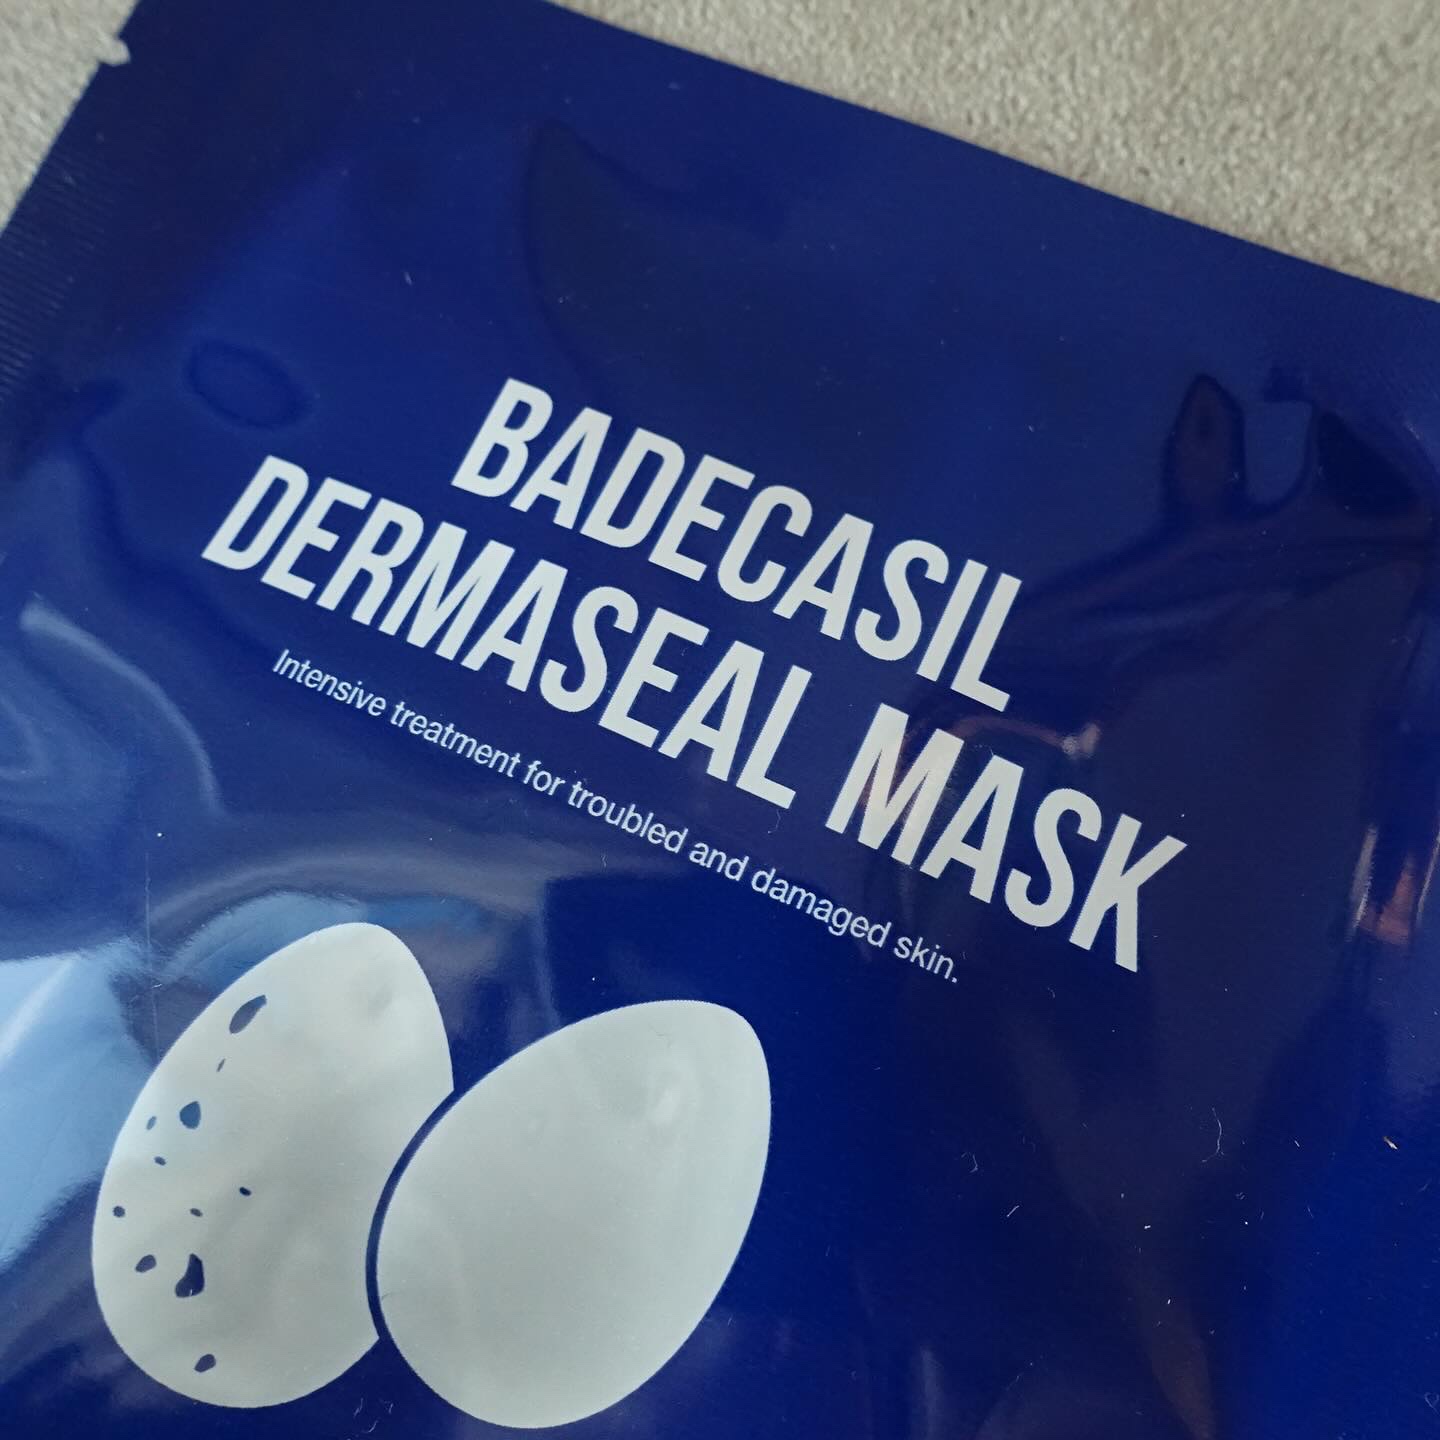 BADECASIL
DERMASEAL MASK
Intensive treatment for troubled and damaged skin.